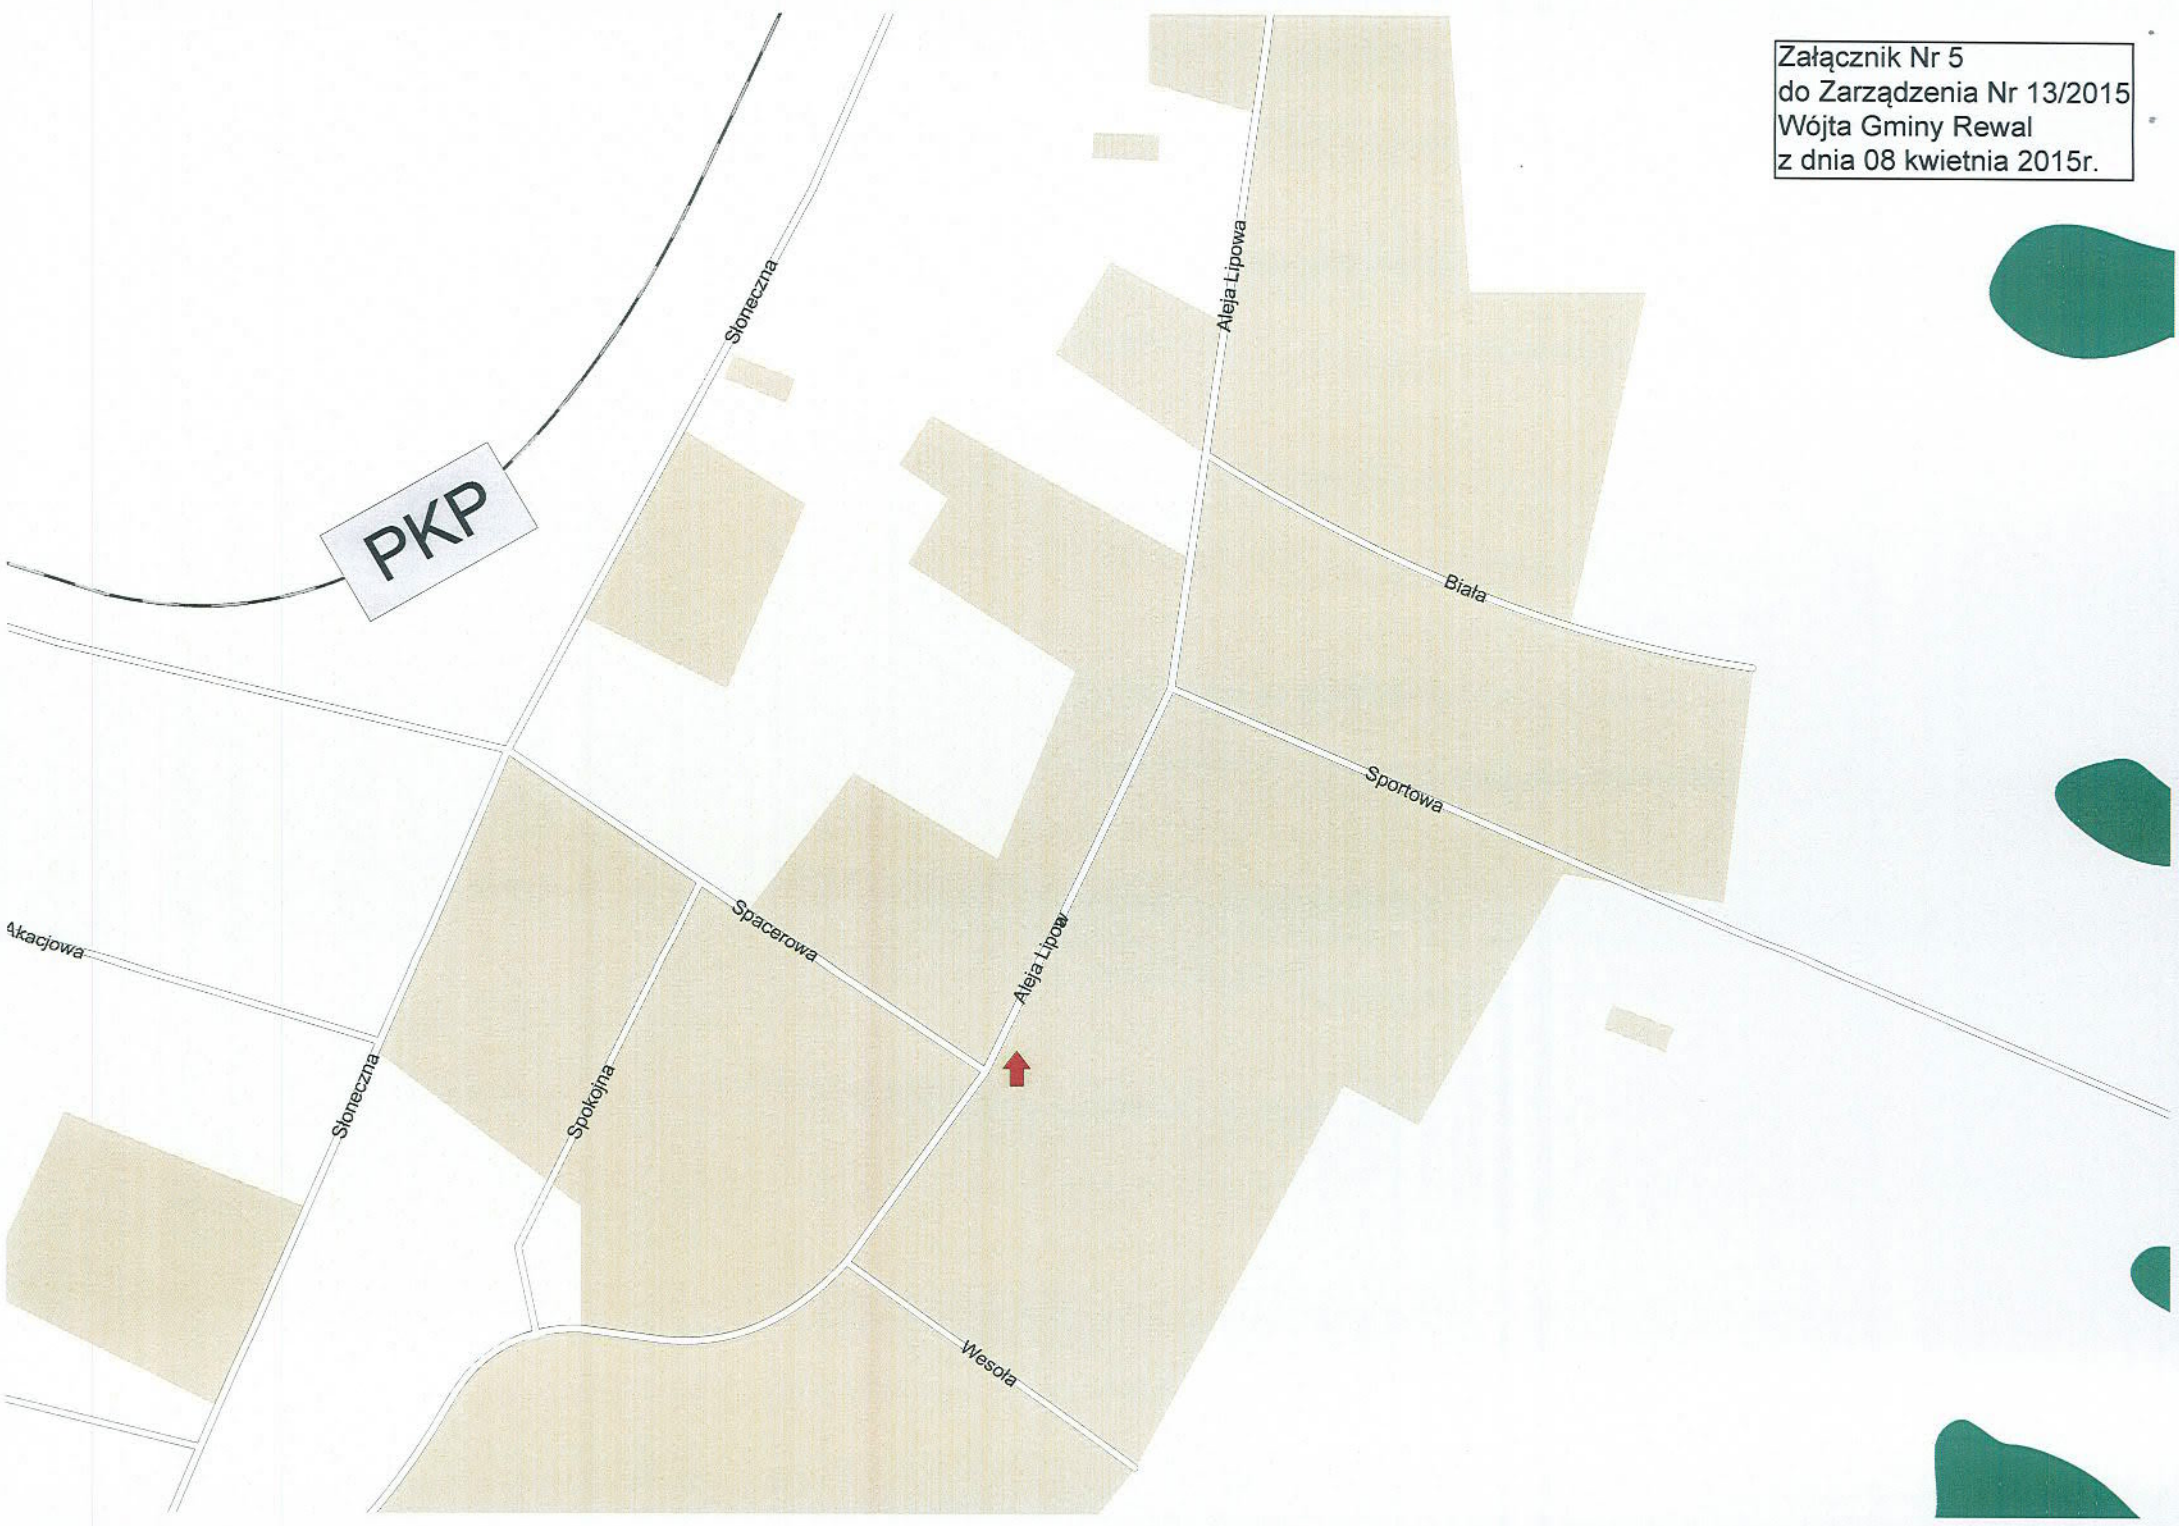 Załącznik Nr 5
do Zarządzenia Nr 13/2015
Wójta Gminy Rewal
z dnia 08 kwietnia 2015r.
Aleja Lipowa
Słoneczna
PKP
Biała
Sportowa
Spacerowa
Aleja Lipow
Akacjowa
Słoneczna
Spokojna
Wesoła